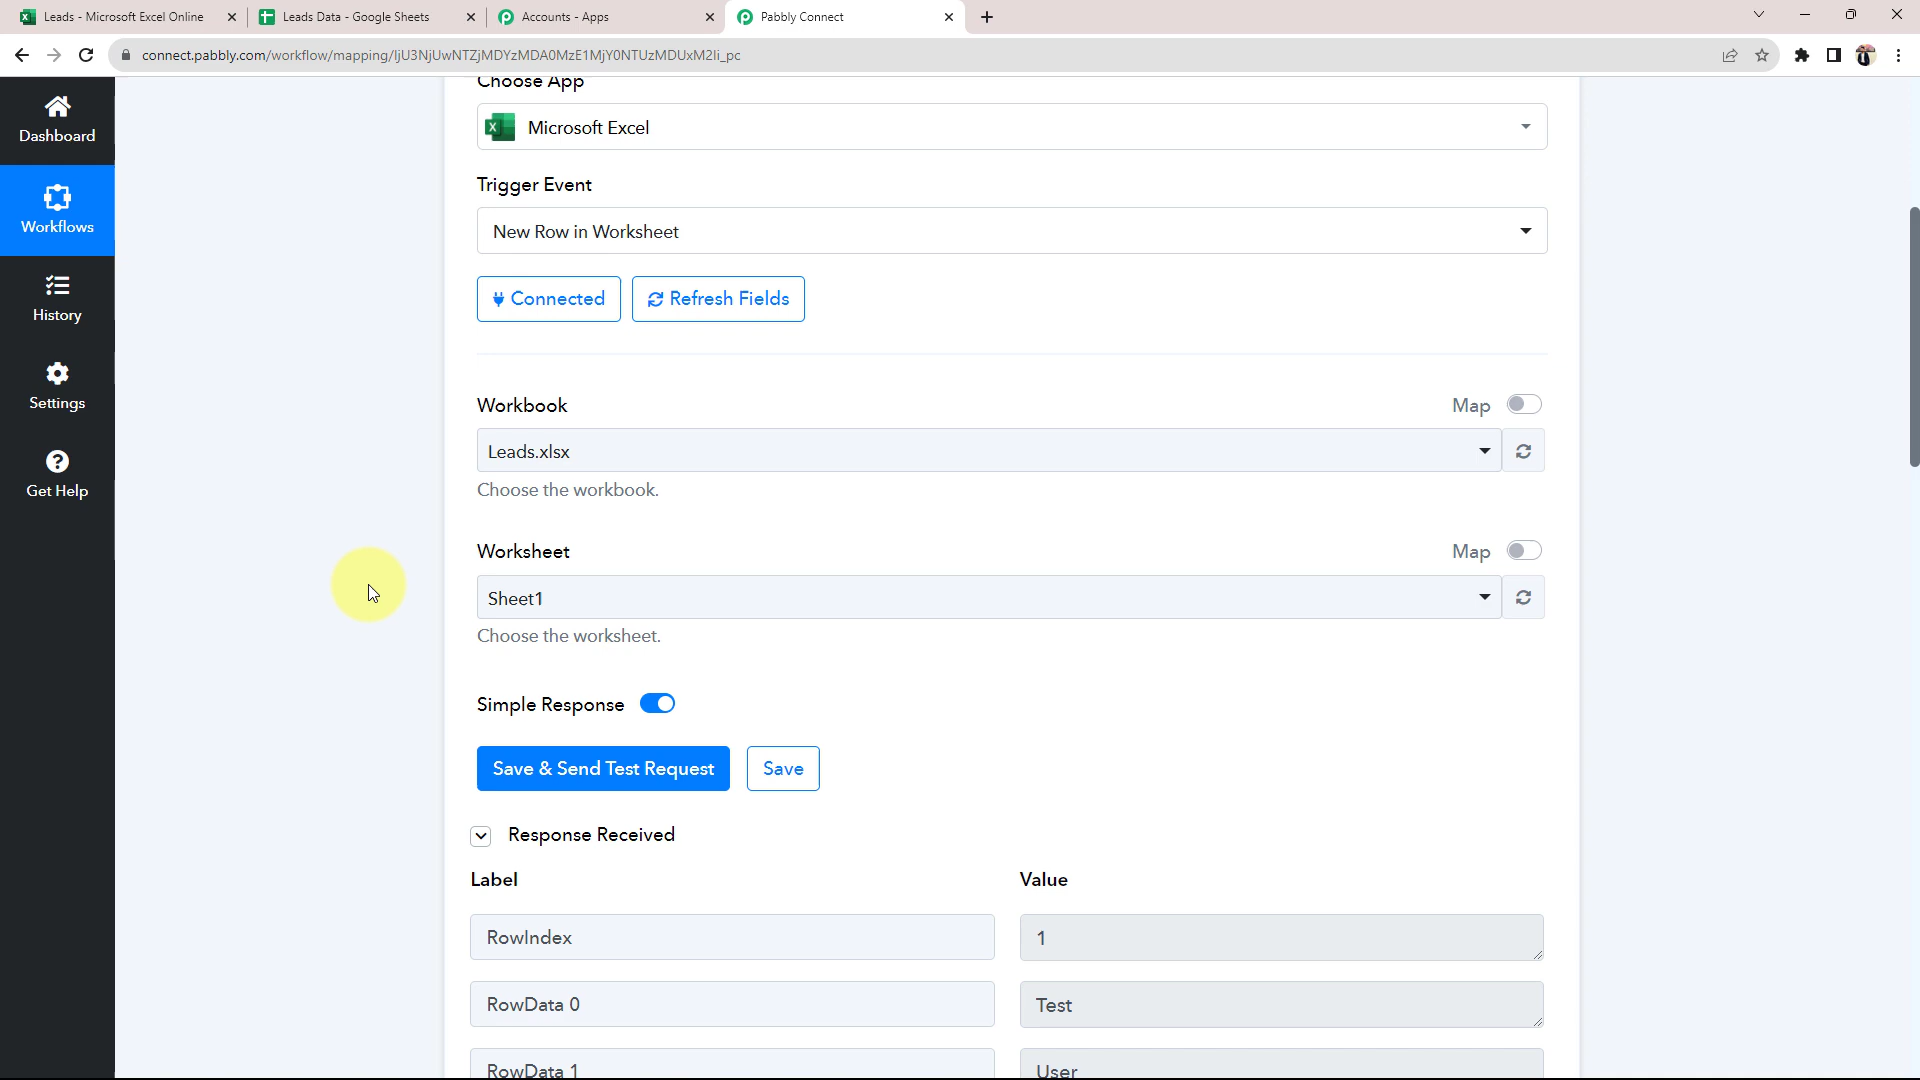 Leads - Microsoft Excel Online
Leads Data - Google Sheets
Accounts - Apps
Pabbly Connect
connect.pabbly.com/workflow/mapping/IjU3NjUwNTZjMDYzMDA0MzE1MjY0NTUzMDUxM2Ii_pc
Dashboard
Workflows
History
Settings
Get Help
Choose App
Microsoft Excel
Trigger Event
New Row in Worksheet
Connected
Refresh Fields
Workbook
Map
Leads.xlsx
Choose the workbook.
Worksheet
Map
Sheet1
Choose the worksheet.
Simple Response
Save & Send Test Request
Save
Response Received
Label
Value
RowIndex
1
RowData 0
Test
RowData 1
User